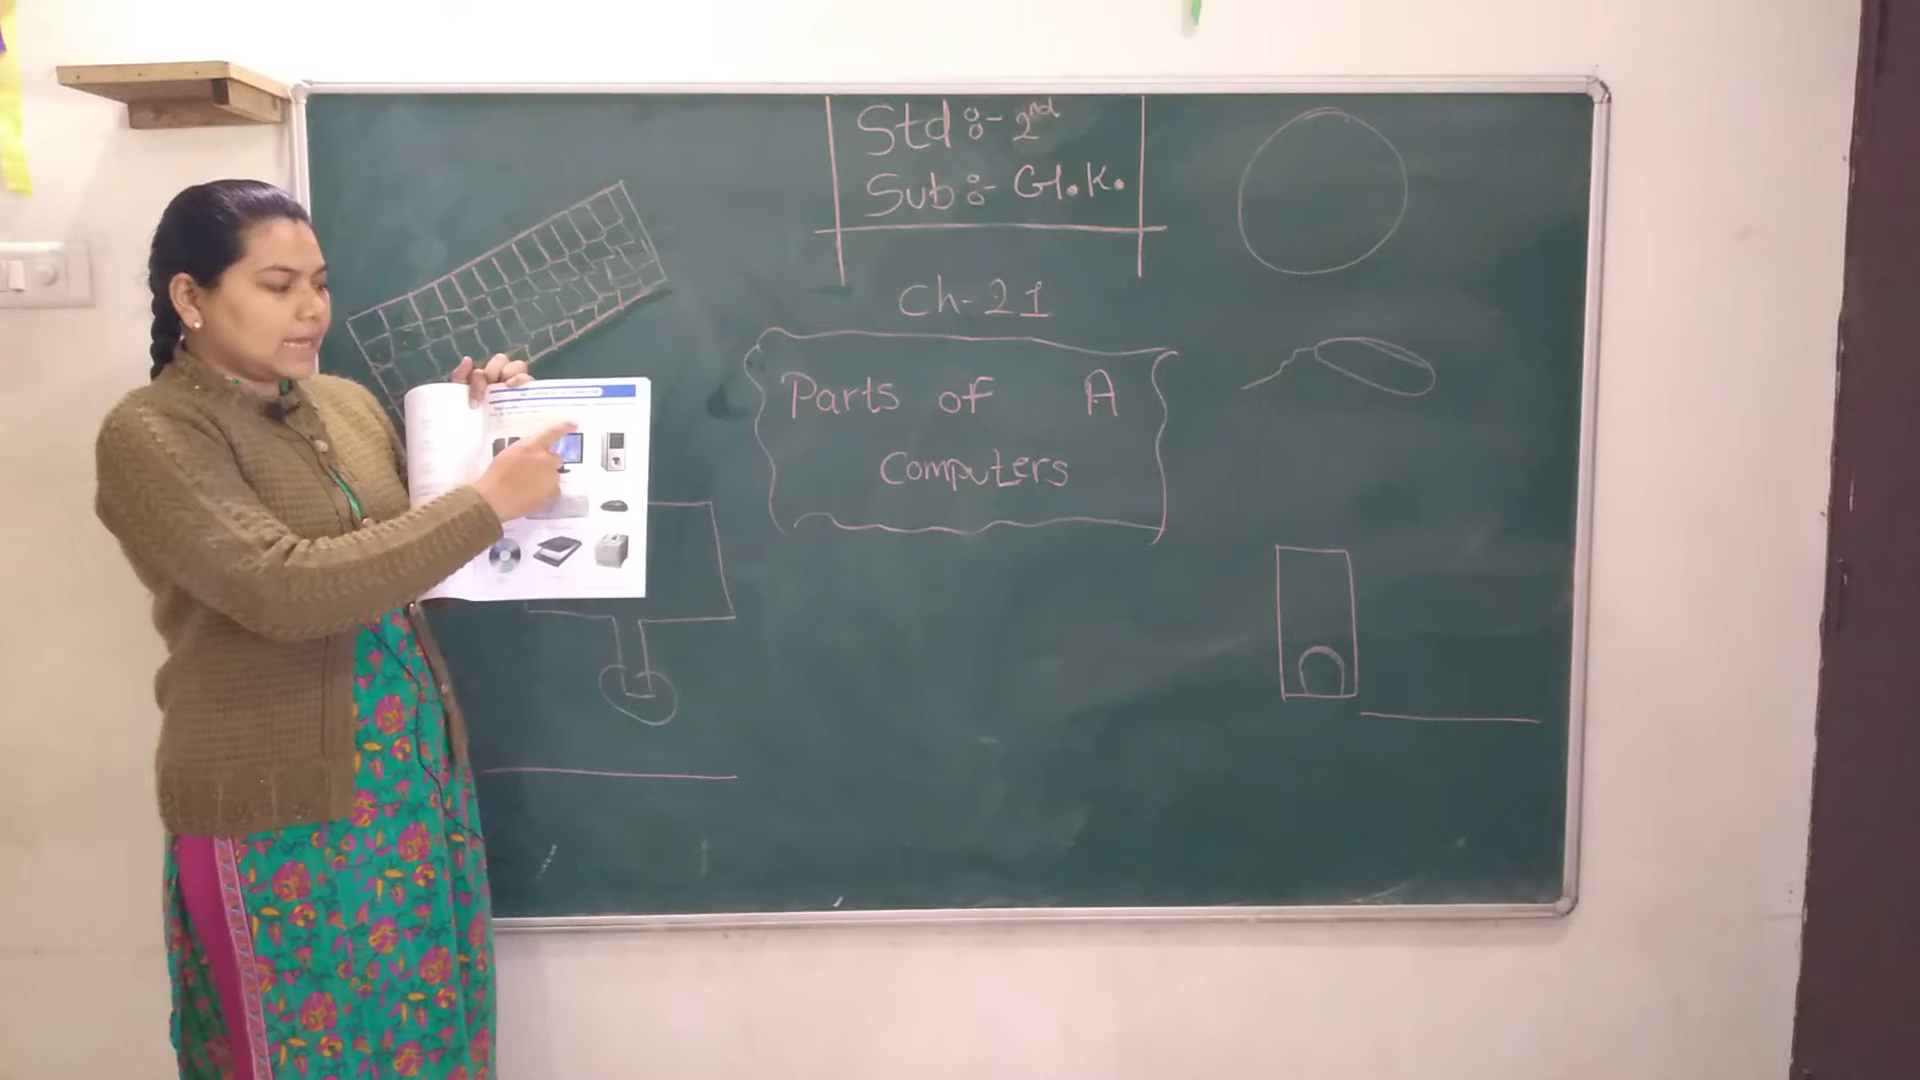 Std :- 2nd
Sub :- G.K.
Ch-21
Parts of A
Computers